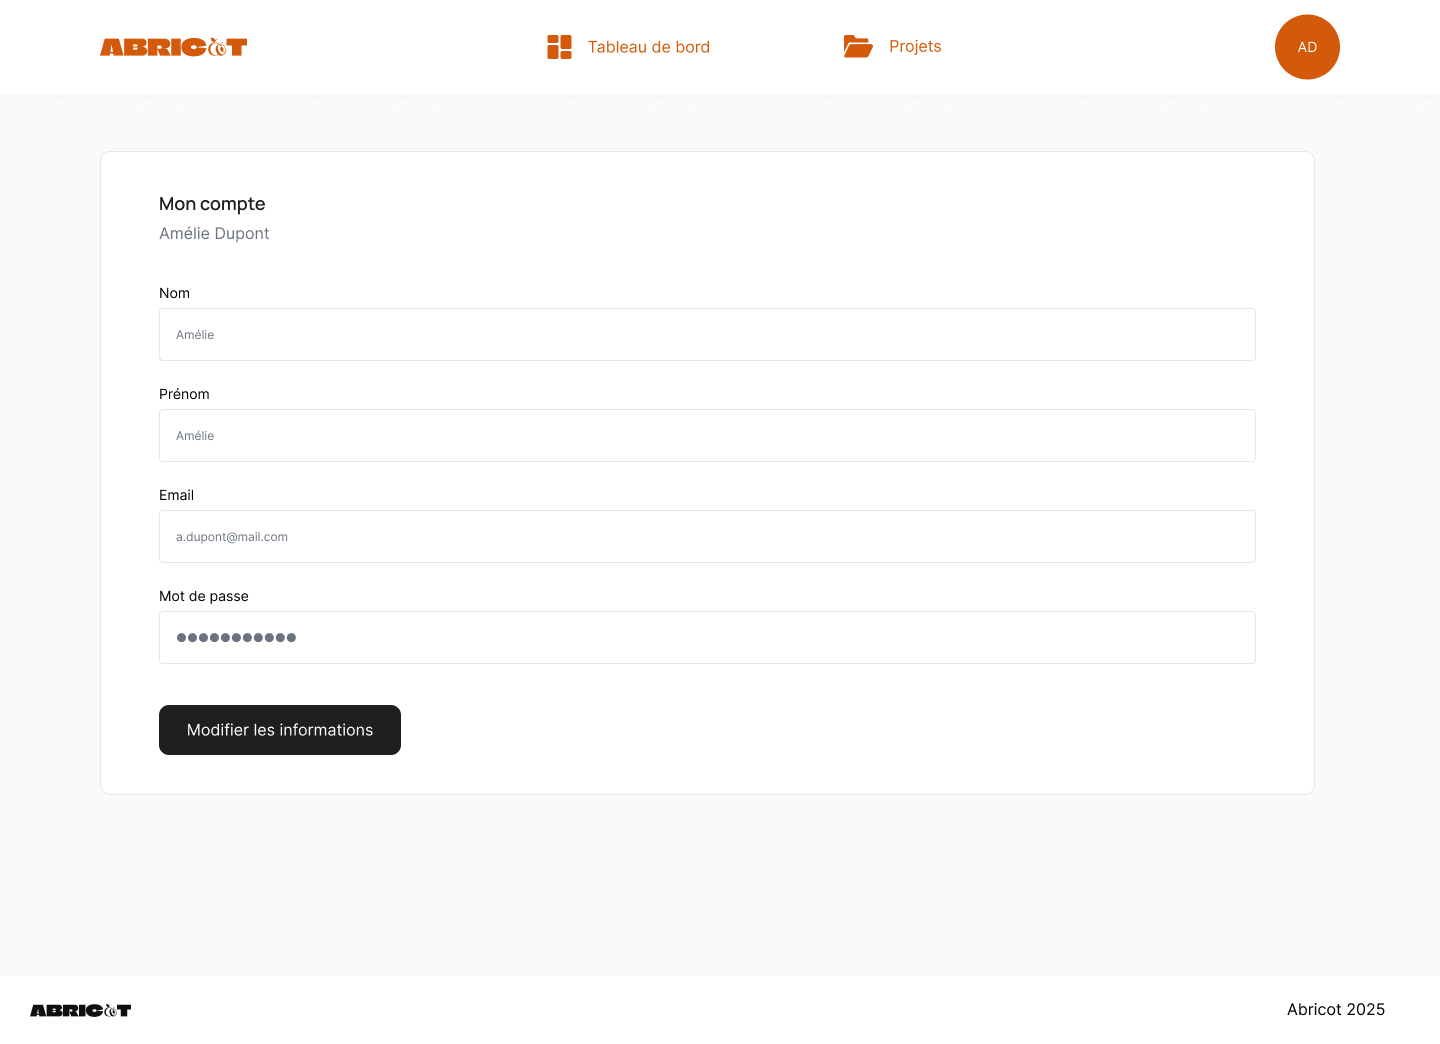 ABRICOT
Tableau de bord
Projets
AD
Mon compte
Amélie Dupont
Nom
Amélie
Prénom
Amélie
Email
a.dupont@mail.com
Mot de passe
●●●●●●●●●●●
Modifier les informations
ABRICOT
Abricot 2025